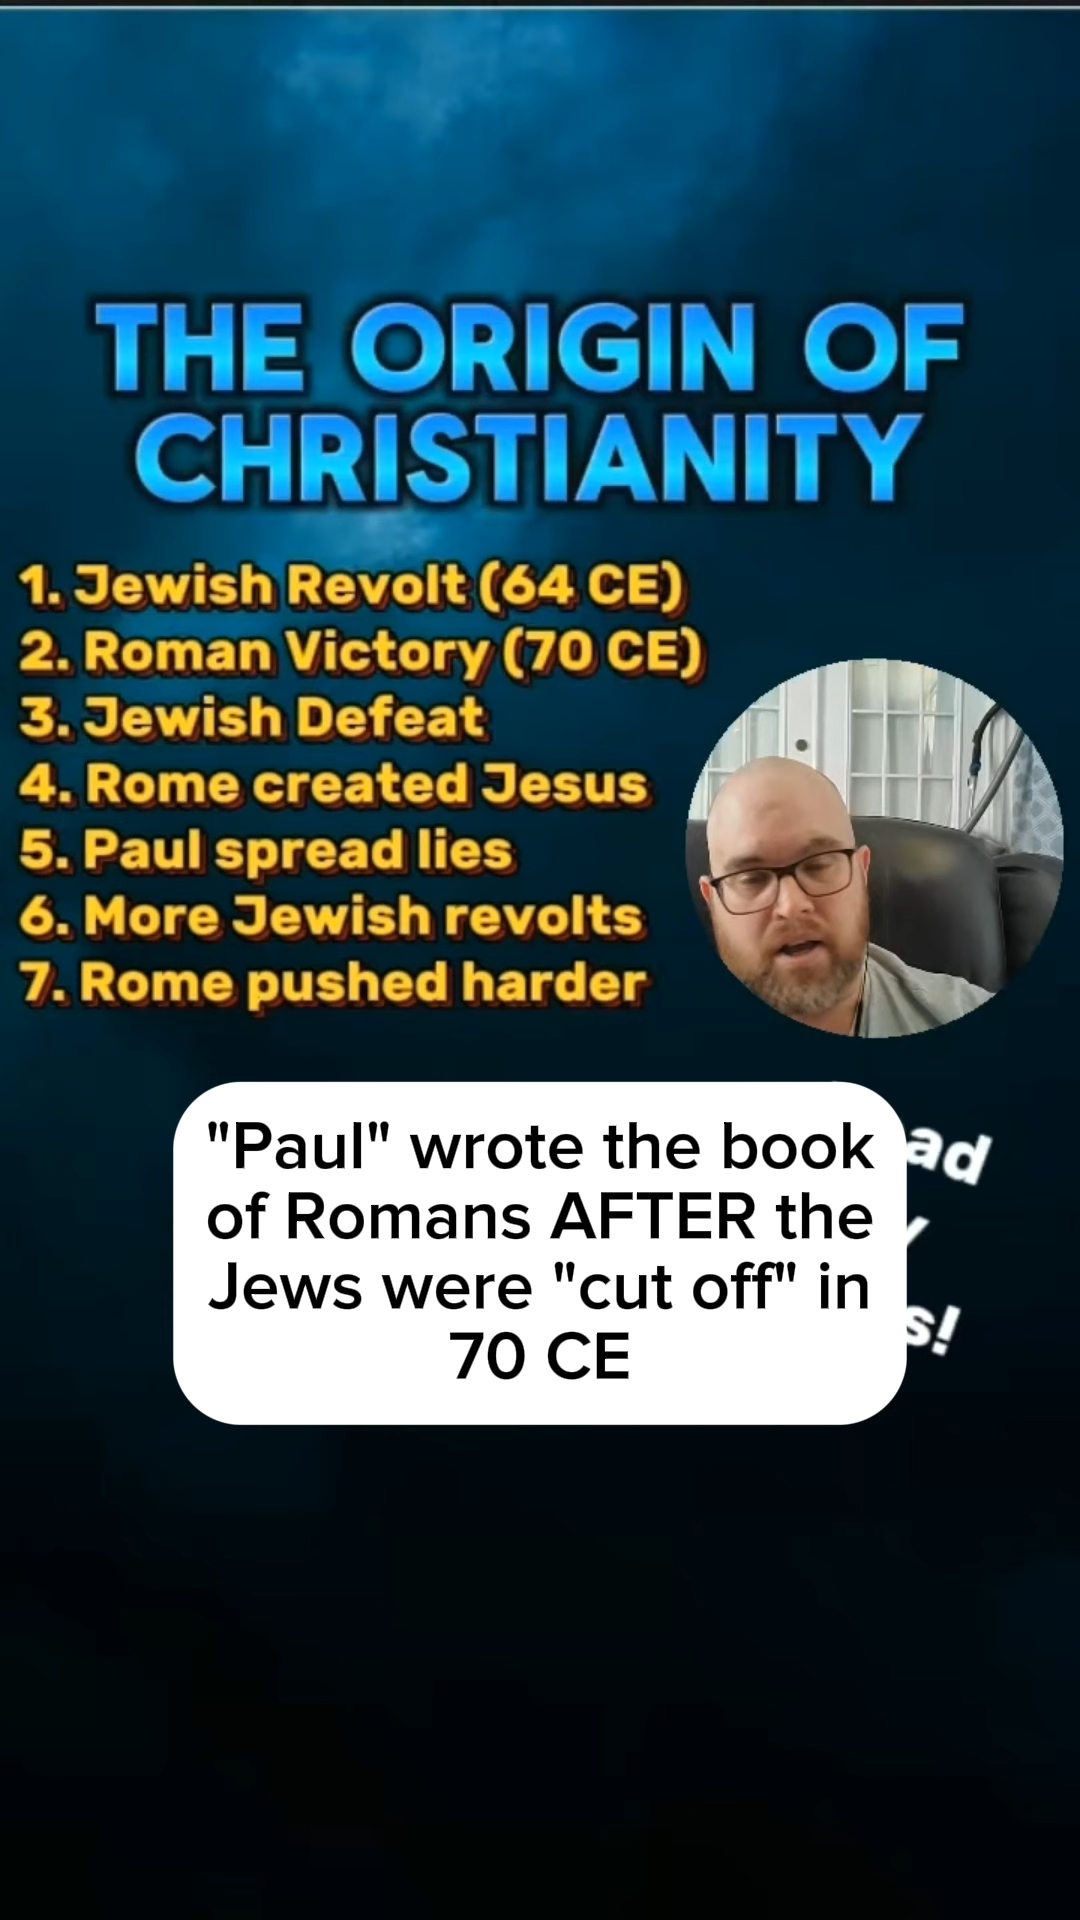 THE ORIGIN OF
CHRISTIANITY
1. Jewish Revolt (64 CE)
2. Roman Victory (70 CE)
3. Jewish Defeat
4. Rome created Jesus
5. Paul spread lies
6. More Jewish revolts
7. Rome pushed harder
"Paul" wrote the book
of Romans AFTER the
Jews were "cut off" in
70 CE